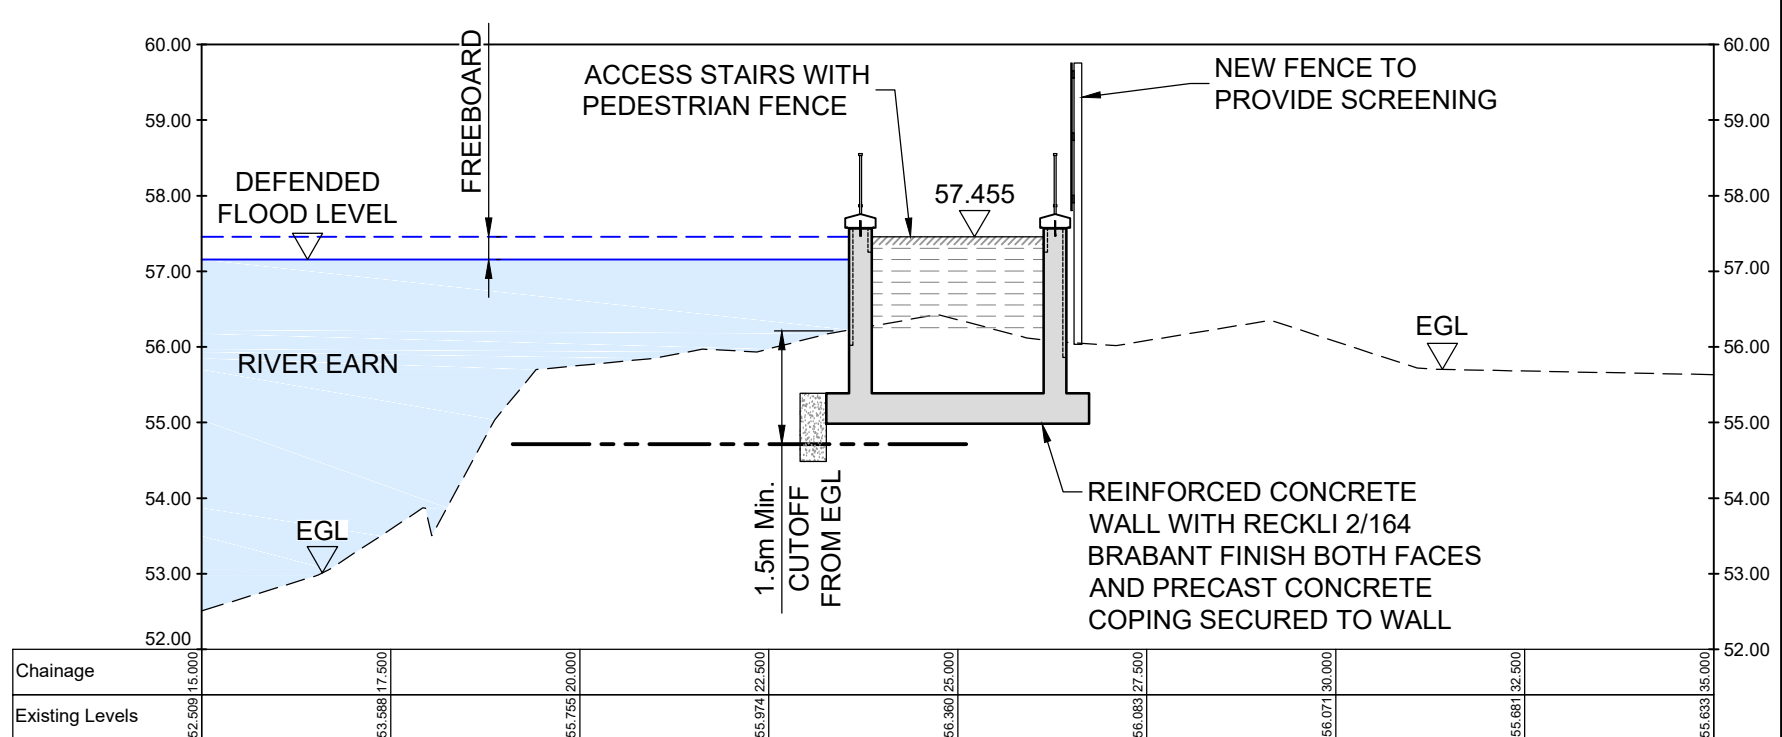 60.00
59.00
58.00
57.00
56.00
55.00
54.00
53.00
52.00
FREEBOARD
DEFENDED
FLOOD LEVEL
RIVER EARN
EGL
ACCESS STAIRS WITH
PEDESTRIAN FENCE
57.455
NEW FENCE TO
PROVIDE SCREENING
EGL
1.5m Min.
CUTOFF
FROM EGL
REINFORCED CONCRETE
WALL WITH RECKLI 2/164
BRABANT FINISH BOTH FACES
AND PRECAST CONCRETE
COPING SECURED TO WALL
60.00
59.00
58.00
57.00
56.00
55.00
54.00
53.00
52.00
Chainage
15.000
17.500
20.000
22.500
25.000
27.500
30.000
32.500
35.000
Existing Levels
52.509
53.588
55.755
55.974
56.360
56.083
56.071
55.681
55.633